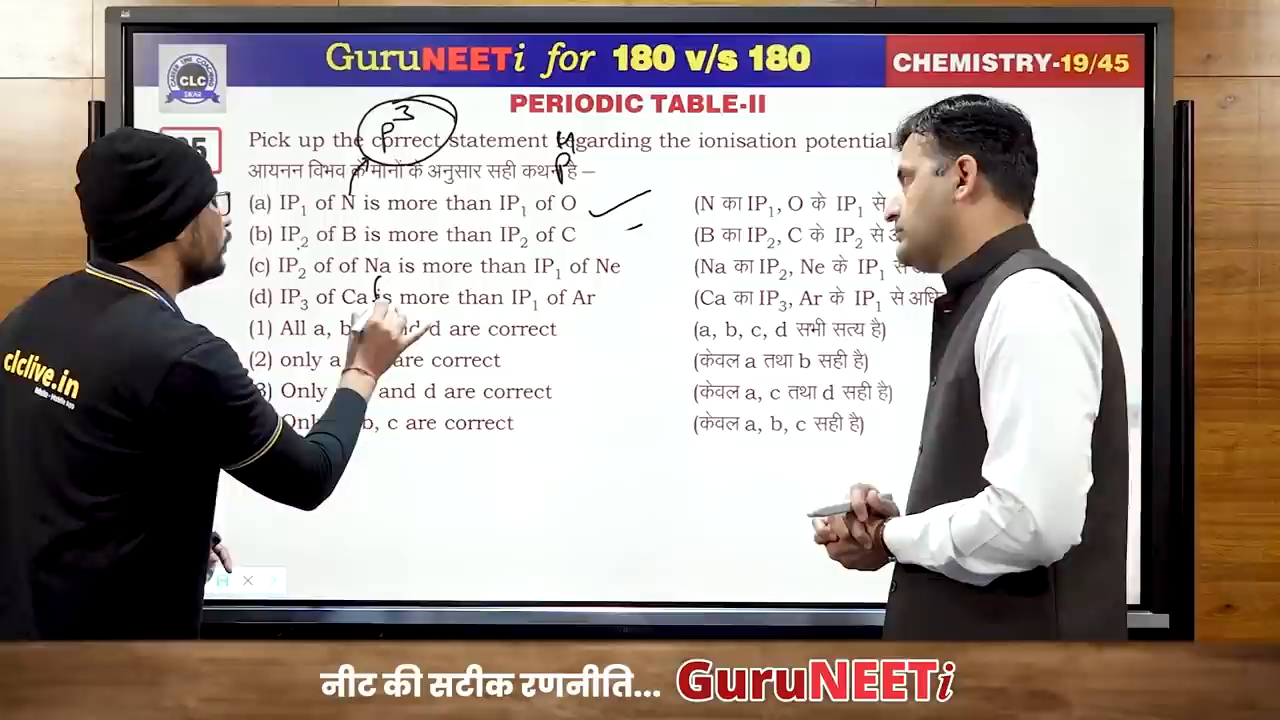 GuruNEETi for 180 v/s 180
CHEMISTRY-19/45
CLC
SIKAR
PERIODIC TABLE-II
5
Pick up the correct statement regarding the ionisation potential
आयनन विभव के मानों के अनुसार सही कथन है –
p³
p⁴
(a) IP₁ of N is more than IP₁ of O (N का IP₁, O के IP₁ से
(b) IP₂ of B is more than IP₂ of C (B का IP₂, C के IP₂ से
(c) IP₂ of of Na is more than IP₁ of Ne (Na का IP₂, Ne के IP₁ से
(d) IP₃ of Ca is more than IP₁ of Ar (Ca का IP₃, Ar के IP₁ से
(1) All a, b d are correct (a, b, c, d सभी सत्य है)
(2) only a are correct (केवल a तथा b सही है)
3) Only and d are correct (केवल a, c तथा d सही है)
Only b, c are correct (केवल a, b, c सही है)
clclive.in
नीट की सटीक रणनीति... GuruNEETi